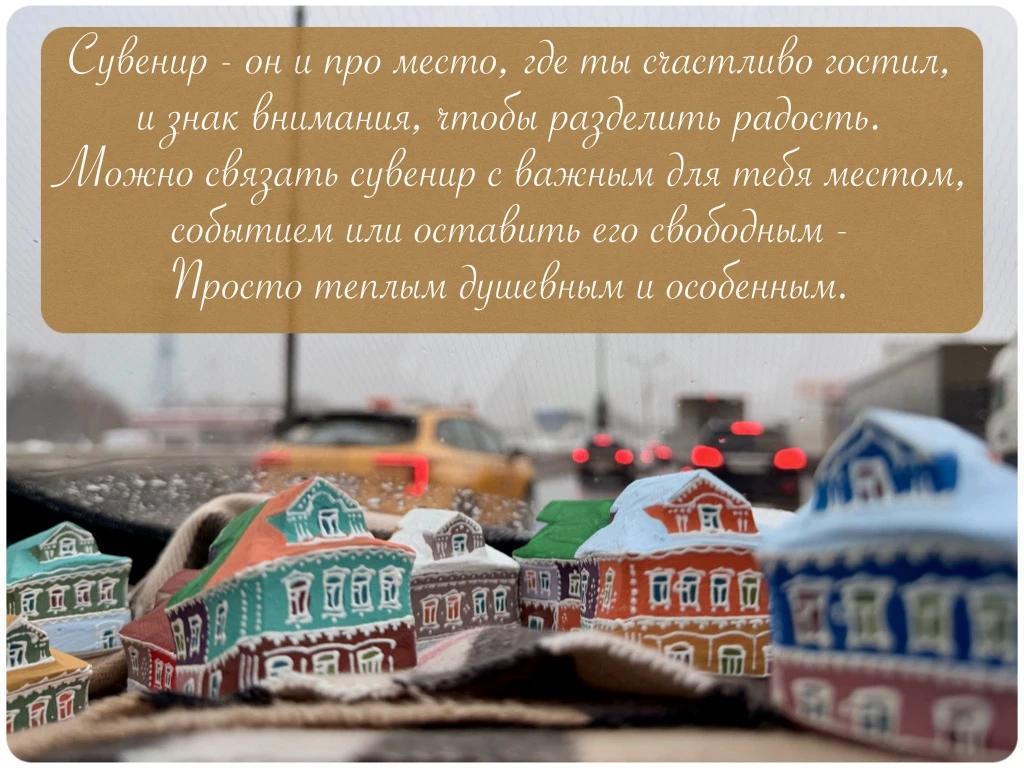 Сувенир - он и про место, где ты счастливо гостил,
и знак внимания, чтобы разделить радость.
Можно связать сувенир с важным для тебя местом,
событием или оставить его свободным -
Просто теплым душевным и особенным.